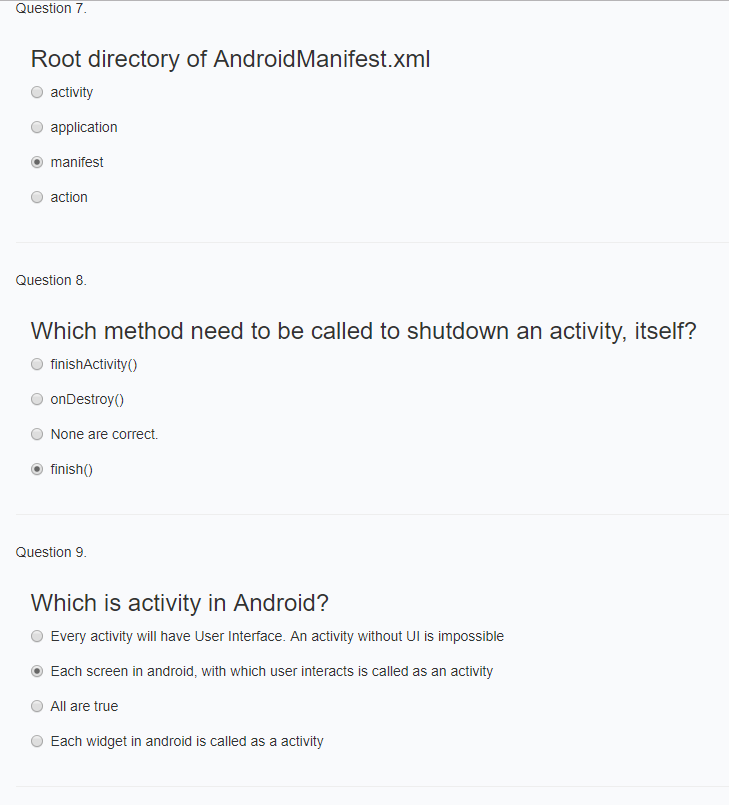 Question 7.
Root directory of AndroidManifest.xml
activity
application
manifest
action
Question 8.
Which method need to be called to shutdown an activity, itself?
finishActivity()
onDestroy()
None are correct.
finish()
Question 9.
Which is activity in Android?
Every activity will have User Interface. An activity without UI is impossible
Each screen in android, with which user interacts is called as an activity
All are true
Each widget in android is called as a activity